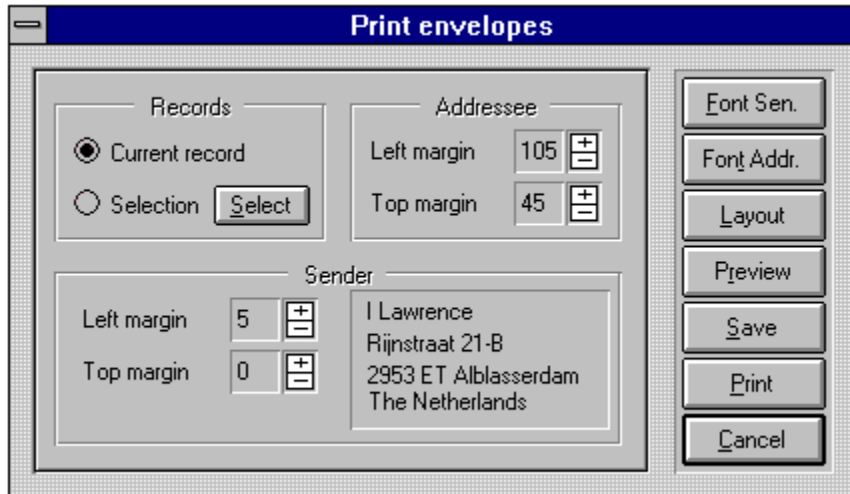 Print envelopes
Records
Current record
Selection Select
Addressee
Left margin 105 + -
Top margin 45 + -
Sender
Left margin 5 + -
Top margin 0 + -
I Lawrence
Rijnstraat 21-B
2953 ET Alblasserdam
The Netherlands
Font Sen.
Font Addr.
Layout
Preview
Save
Print
Cancel